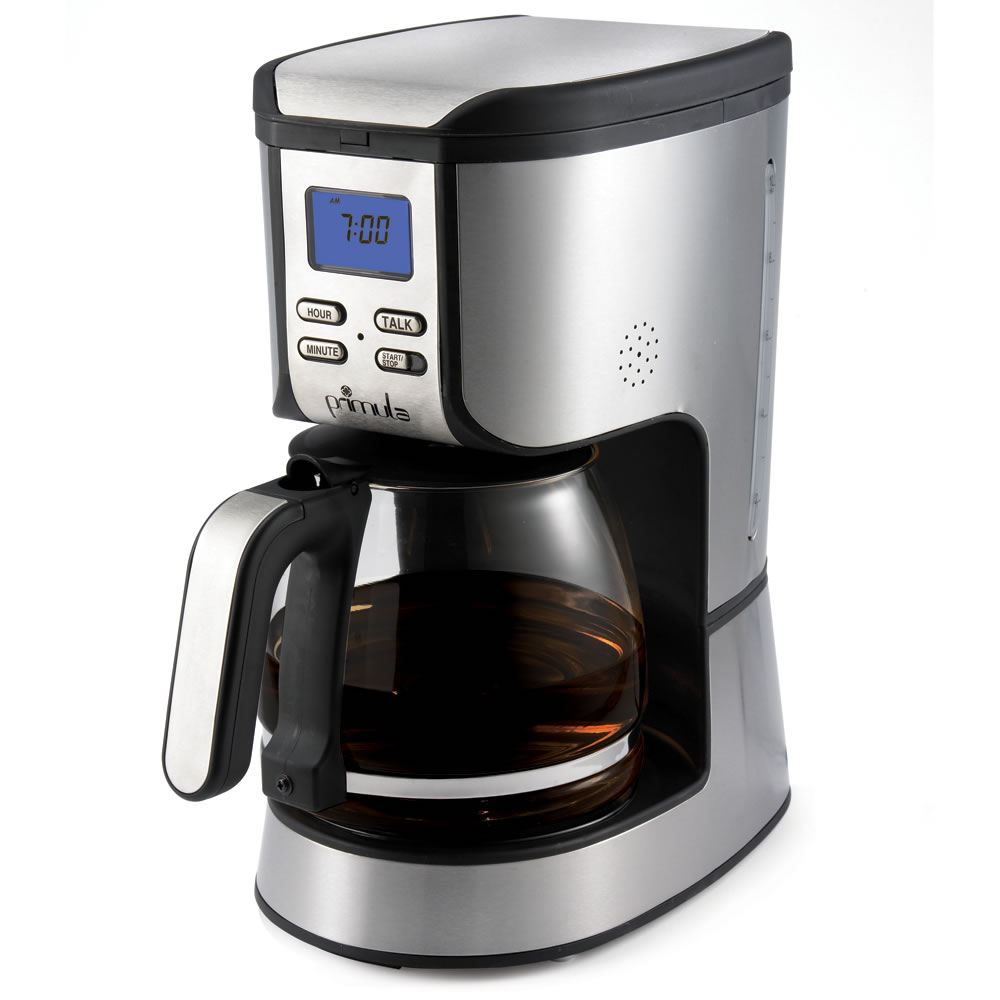 AM
7:00
HOUR
TALK
MINUTE
START/
STOP
primula